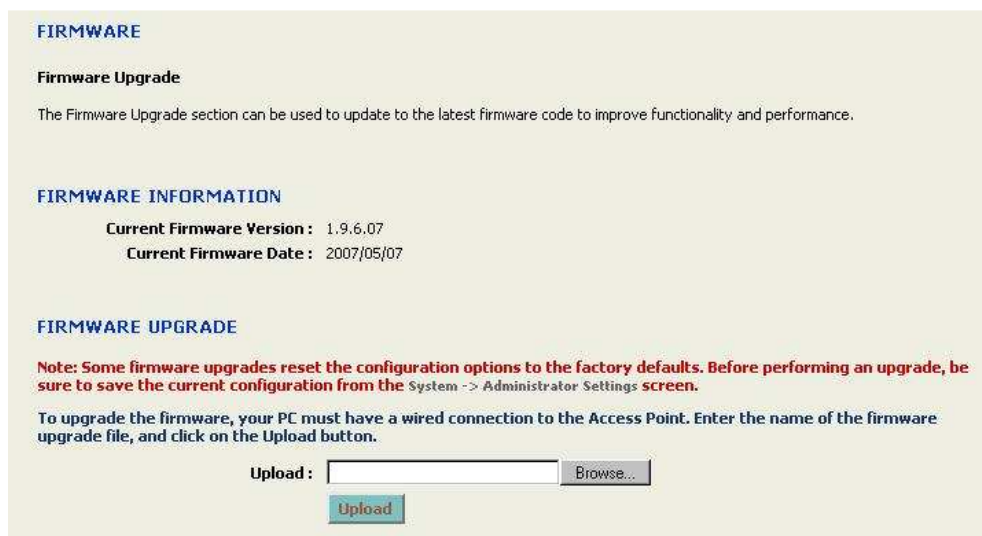 FIRMWARE
Firmware Upgrade
The Firmware Upgrade section can be used to update to the latest firmware code to improve functionality and performance.
FIRMWARE INFORMATION
Current Firmware Version : 1.9.6.07
Current Firmware Date : 2007/05/07
FIRMWARE UPGRADE
Note: Some firmware upgrades reset the configuration options to the factory defaults. Before performing an upgrade, be
sure to save the current configuration from the System -> Administrator Settings screen.
To upgrade the firmware, your PC must have a wired connection to the Access Point. Enter the name of the firmware
upgrade file, and click on the Upload button.
Upload : Browse...
Upload